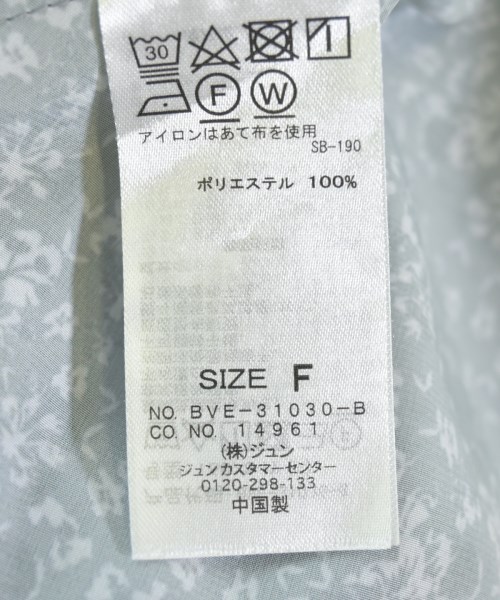 30
F W
アイロンはあて布を使用
SB-190
ポリエステル 100%
SIZE F
NO. BVE-31030-B
CO. NO. 14961
(株)ジュン
ジュンカスタマーセンター
0120-298-133
中国製